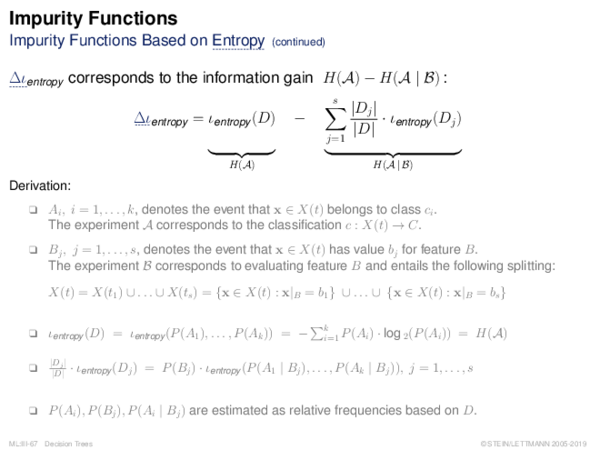 Impurity Functions
Impurity Functions Based on Entropy (continued)
Δι_entropy corresponds to the information gain H(𝒜) − H(𝒜 | ℬ) :
Δι_entropy = ι_entropy(D) − ∑_{j=1}^{s} |D_j|/|D| · ι_entropy(D_j)
H(𝒜) H(𝒜 | ℬ)
Derivation:
❑ A_i, i = 1, . . . , k, denotes the event that x ∈ X(t) belongs to class c_i.
The experiment 𝒜 corresponds to the classification c : X(t) → C.
❑ B_j, j = 1, . . . , s, denotes the event that x ∈ X(t) has value b_j for feature B.
The experiment ℬ corresponds to evaluating feature B and entails the following splitting:
X(t) = X(t_1) ∪ . . . ∪ X(t_s) = {x ∈ X(t) : x|_B = b_1} ∪ . . . ∪ {x ∈ X(t) : x|_B = b_s}
❑ ι_entropy(D) = ι_entropy(P(A_1), . . . , P(A_k)) = −∑_{i=1}^{k} P(A_i) · log_2(P(A_i)) = H(𝒜)
❑ |D_j|/|D| · ι_entropy(D_j) = P(B_j) · ι_entropy(P(A_1 | B_j), . . . , P(A_k | B_j)), j = 1, . . . , s
❑ P(A_i), P(B_j), P(A_i | B_j) are estimated as relative frequencies based on D.
ML:III-67 Decision Trees © STEIN/LETTMANN 2005-2019